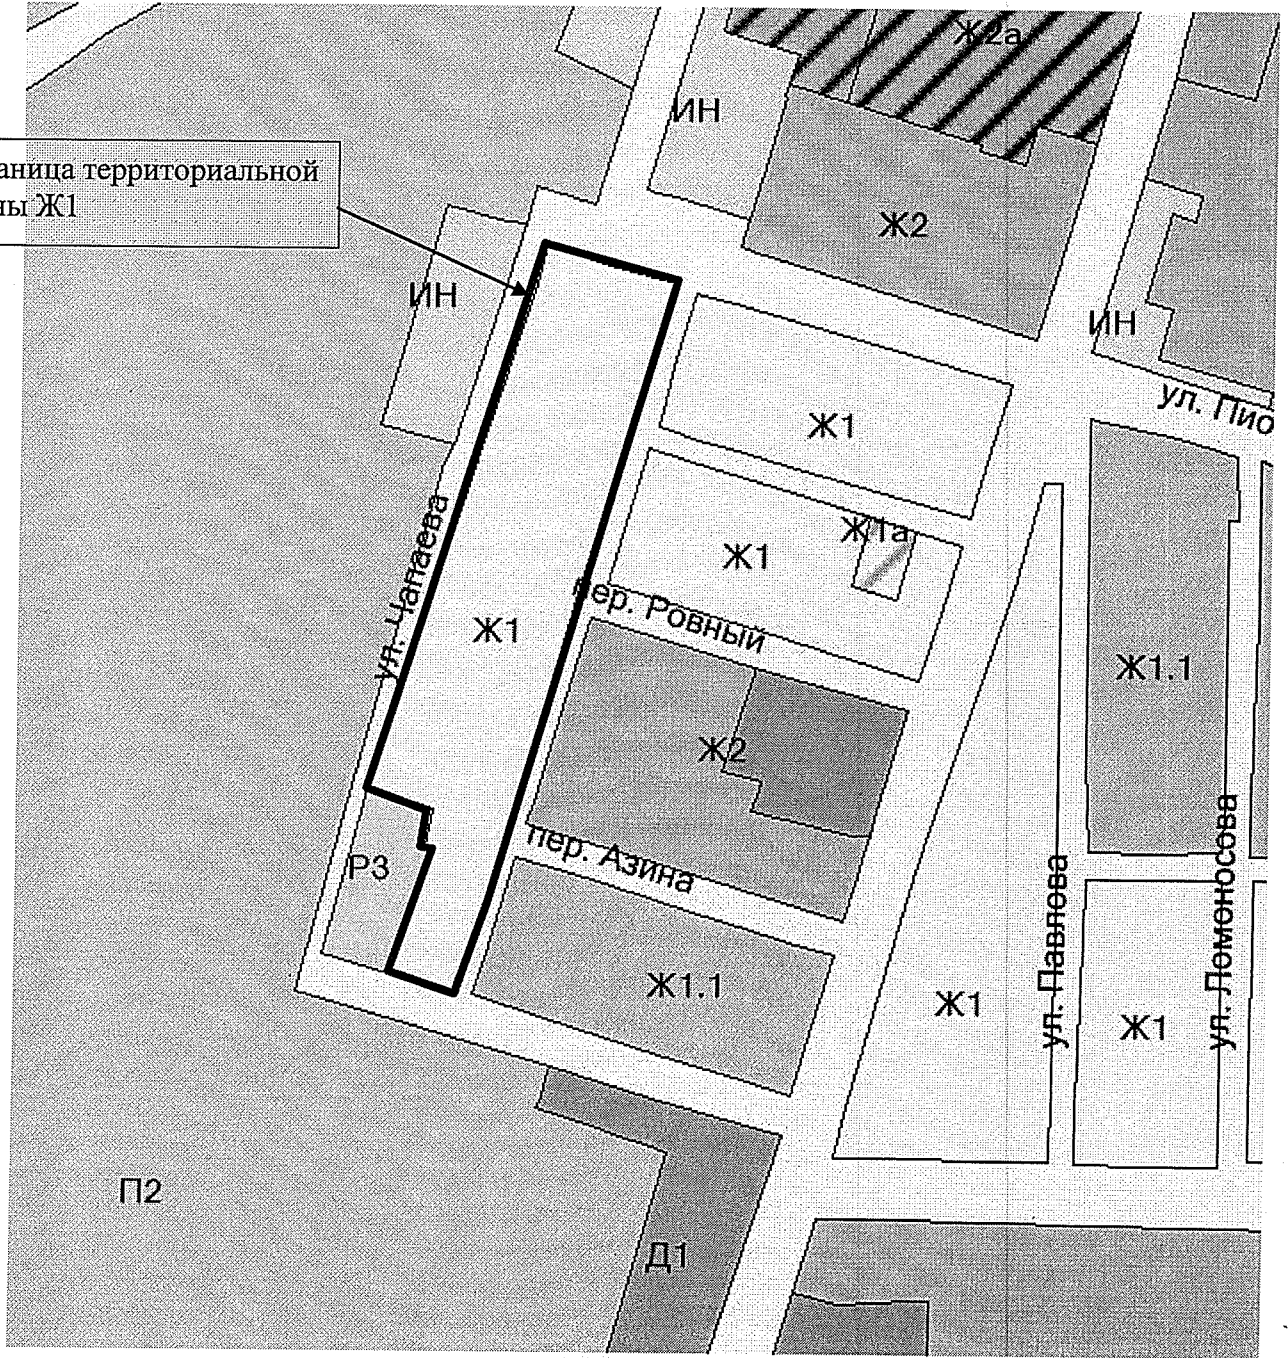 Ж2а
ИН
аница территориальной
ны Ж1
Ж2
ИН
ИН
ул. Пио
Ж1
Ж1а
Ж1
ул. Чапаева
пер. Ровный
Ж1
Ж1.1
Ж2
пер. Азина
Р3
ул. Павлова
ул. Ломоносова
Ж1.1
Ж1
Ж1
П2
Д1